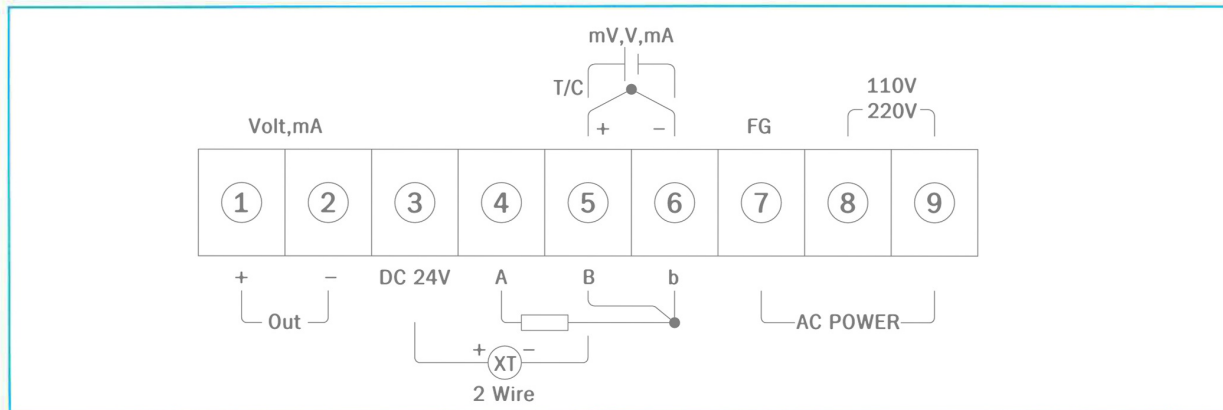 mV,V,mA
T/C
110V
220V
Volt,mA
+ −
FG
1 2 3 4 5 6 7 8 9
+ − DC 24V A B b
Out
AC POWER
+ XT −
2 Wire